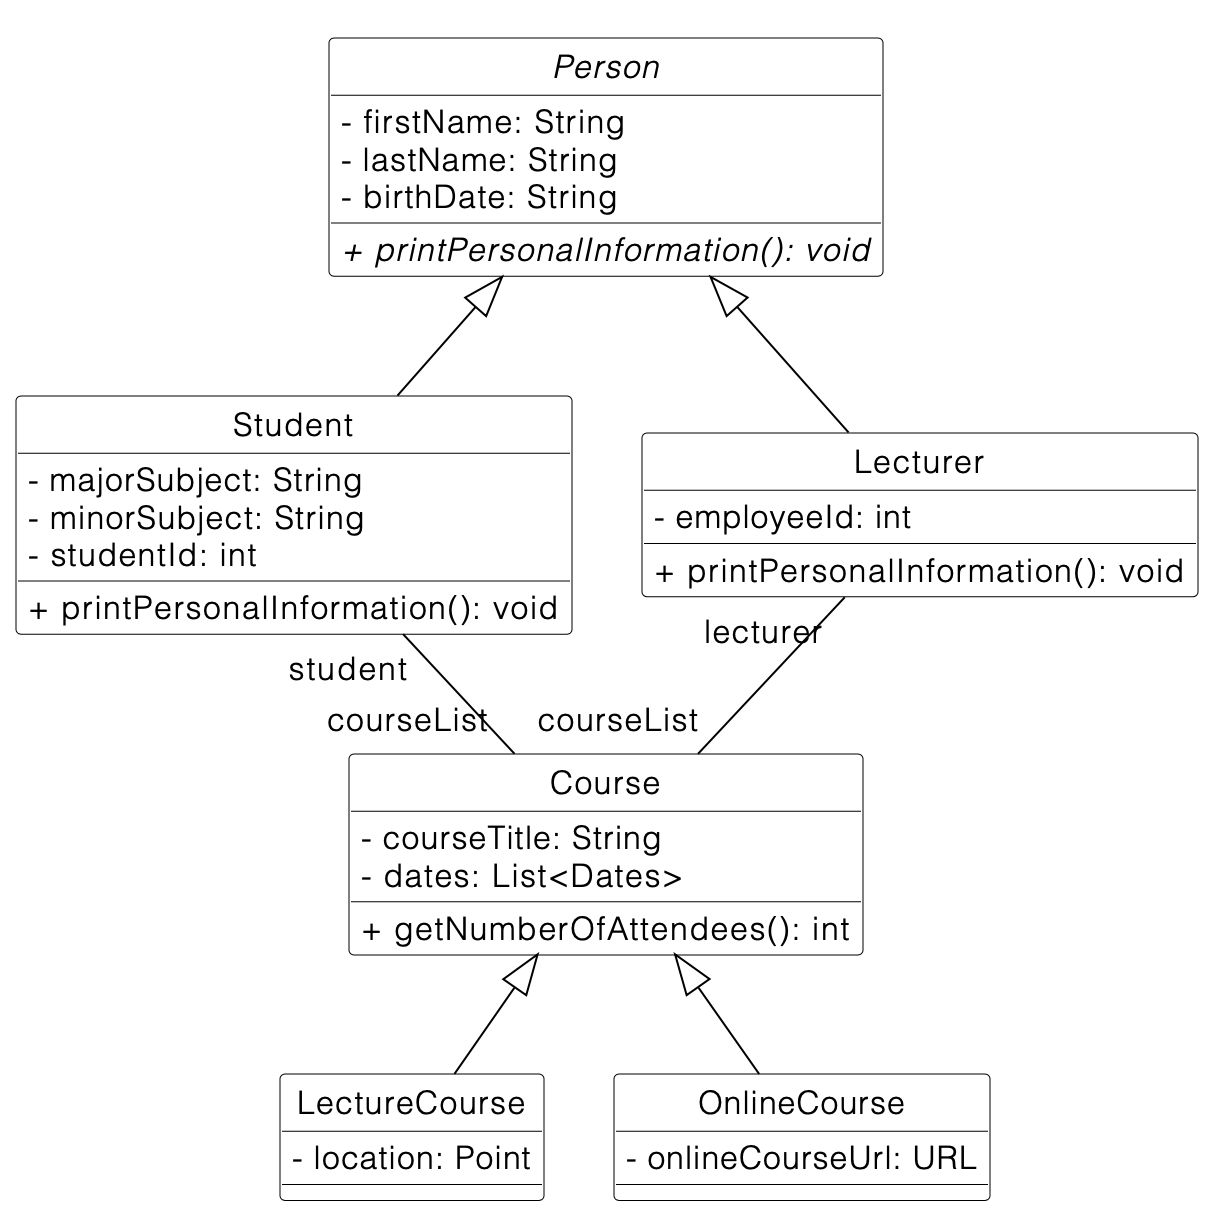 Person
- firstName: String
- lastName: String
- birthDate: String
+ printPersonalInformation(): void
Student
- majorSubject: String
- minorSubject: String
- studentId: int
+ printPersonalInformation(): void
Lecturer
- employeeId: int
+ printPersonalInformation(): void
student
lecturer
courseList
courseList
Course
- courseTitle: String
- dates: List<Dates>
+ getNumberOfAttendees(): int
LectureCourse
- location: Point
OnlineCourse
- onlineCourseUrl: URL